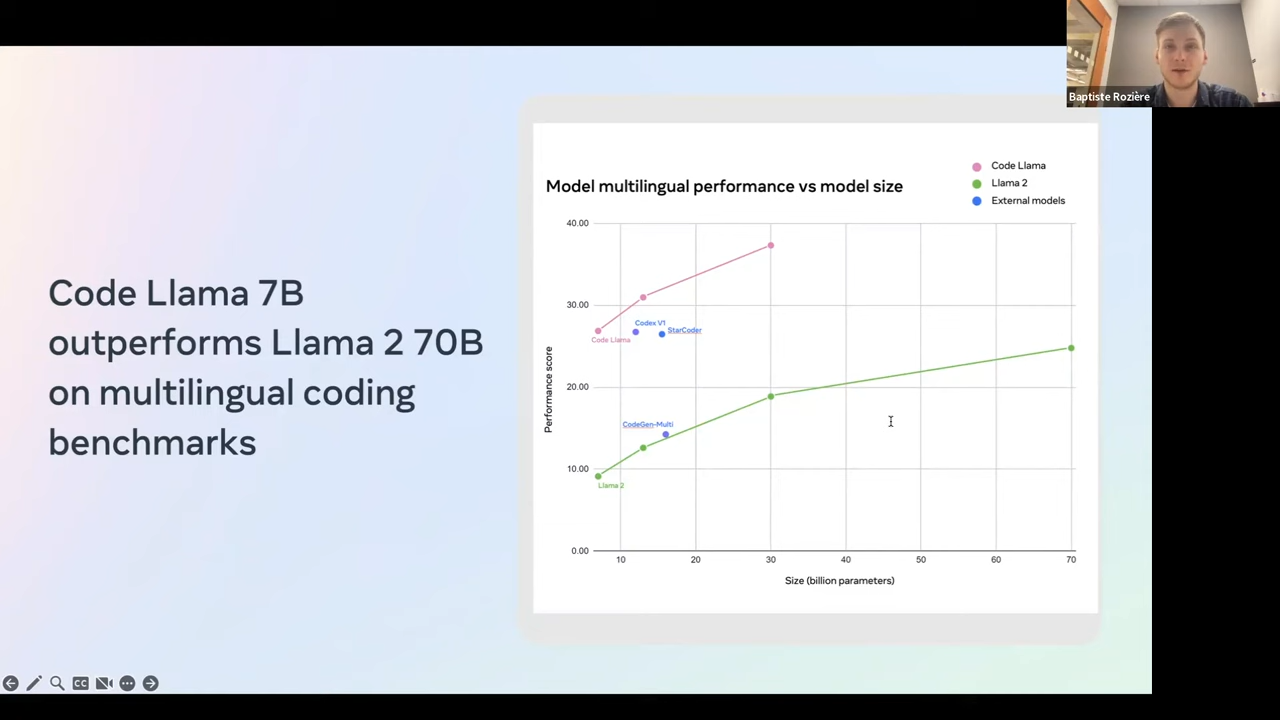 Baptiste Rozière
Code Llama 7B
outperforms Llama 2 70B
on multilingual coding
benchmarks
Model multilingual performance vs model size
Code Llama
Llama 2
External models
Performance score
40.00
30.00
20.00
10.00
0.00
Code Llama
Codex V1
StarCoder
CodeGen-Multi
Llama 2
10 20 30 40 50 60 70
Size (billion parameters)
CC